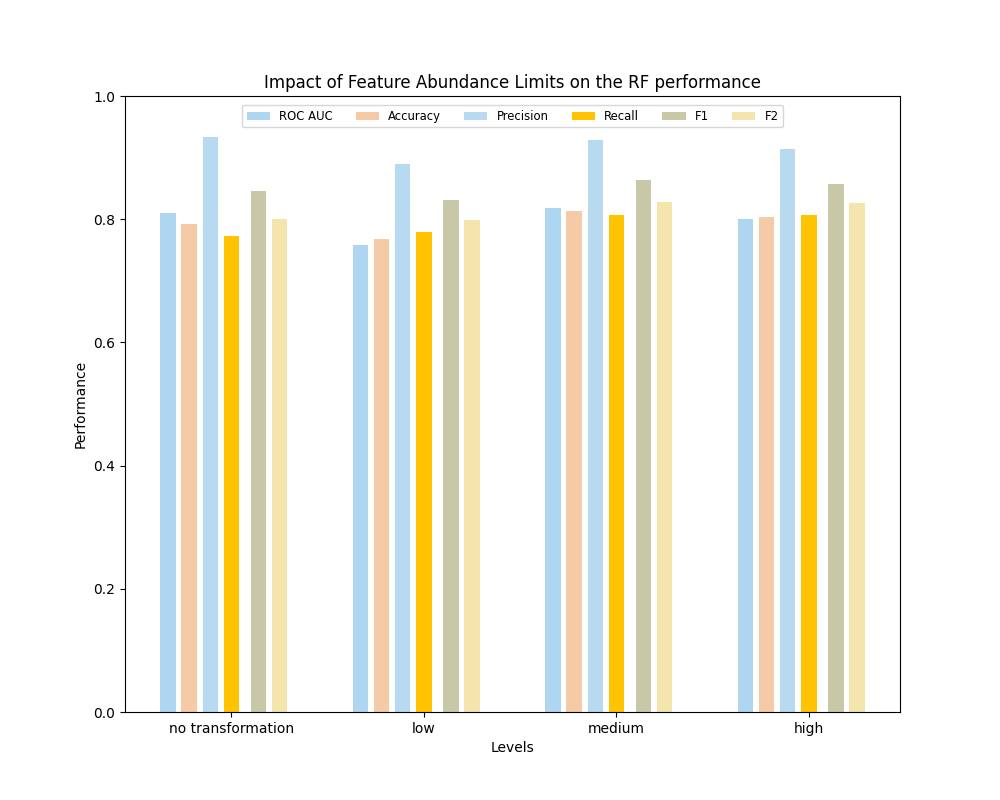 Impact of Feature Abundance Limits on the RF performance
ROC AUC Accuracy Precision Recall F1 F2
1.0
0.8
0.6
0.4
0.2
0.0
Performance
no transformation low medium high
Levels